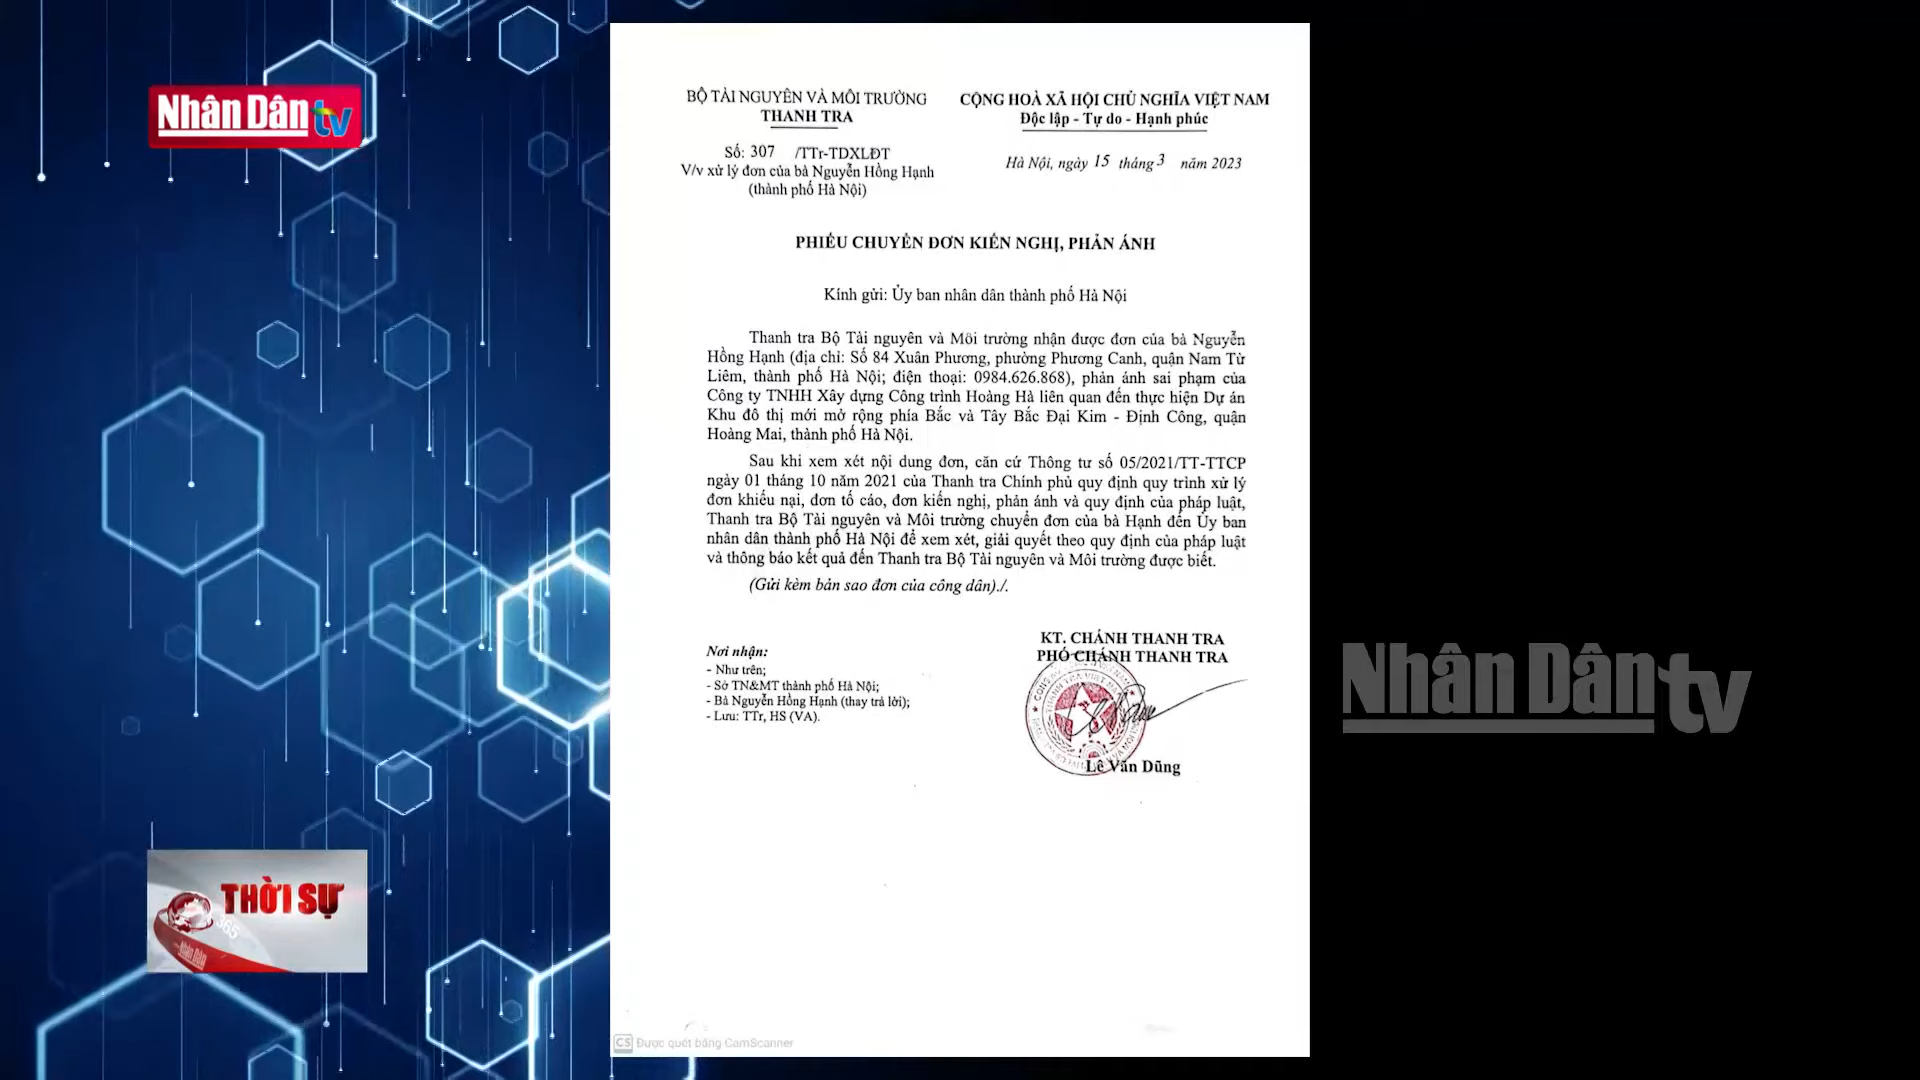 Nhân Dân tv
BỘ TÀI NGUYÊN VÀ MÔI TRƯỜNG
THANH TRA
CỘNG HOÀ XÃ HỘI CHỦ NGHĨA VIỆT NAM
Độc lập - Tự do - Hạnh phúc
Số: 307 /TTr-TDXLĐT
V/v xử lý đơn của bà Nguyễn Hồng Hạnh
(thành phố Hà Nội)
Hà Nội, ngày 15 tháng 3 năm 2023
PHIẾU CHUYỂN ĐƠN KIẾN NGHỊ, PHẢN ÁNH
Kính gửi: Ủy ban nhân dân thành phố Hà Nội
Thanh tra Bộ Tài nguyên và Môi trường nhận được đơn của bà Nguyễn
Hồng Hạnh (địa chỉ: Số 84 Xuân Phương, phường Phương Canh, quận Nam Từ
Liêm, thành phố Hà Nội; điện thoại: 0984.626.868), phản ánh sai phạm của
Công ty TNHH Xây dựng Công trình Hoàng Hà liên quan đến thực hiện Dự án
Khu đô thị mới mở rộng phía Bắc và Tây Bắc Đại Kim - Định Công, quận
Hoàng Mai, thành phố Hà Nội.
Sau khi xem xét nội dung đơn, căn cứ Thông tư số 05/2021/TT-TTCP
ngày 01 tháng 10 năm 2021 của Thanh tra Chính phủ quy định quy trình xử lý
đơn khiếu nại, đơn tố cáo, đơn kiến nghị, phản ánh và quy định của pháp luật,
Thanh tra Bộ Tài nguyên và Môi trường chuyển đơn của bà Hạnh đến Ủy ban
nhân dân thành phố Hà Nội để xem xét, giải quyết theo quy định của pháp luật
và thông báo kết quả đến Thanh tra Bộ Tài nguyên và Môi trường được biết.
(Gửi kèm bản sao đơn của công dân)./.
Nơi nhận:
- Như trên;
- Sở TN&MT thành phố Hà Nội;
- Bà Nguyễn Hồng Hạnh (thay trả lời);
- Lưu: TTr, HS (VA).
KT. CHÁNH THANH TRA
PHÓ CHÁNH THANH TRA
Lê Văn Dũng
Nhân Dân tv
THỜI SỰ
365
Nhân Dân
CS Được quét bằng CamScanner